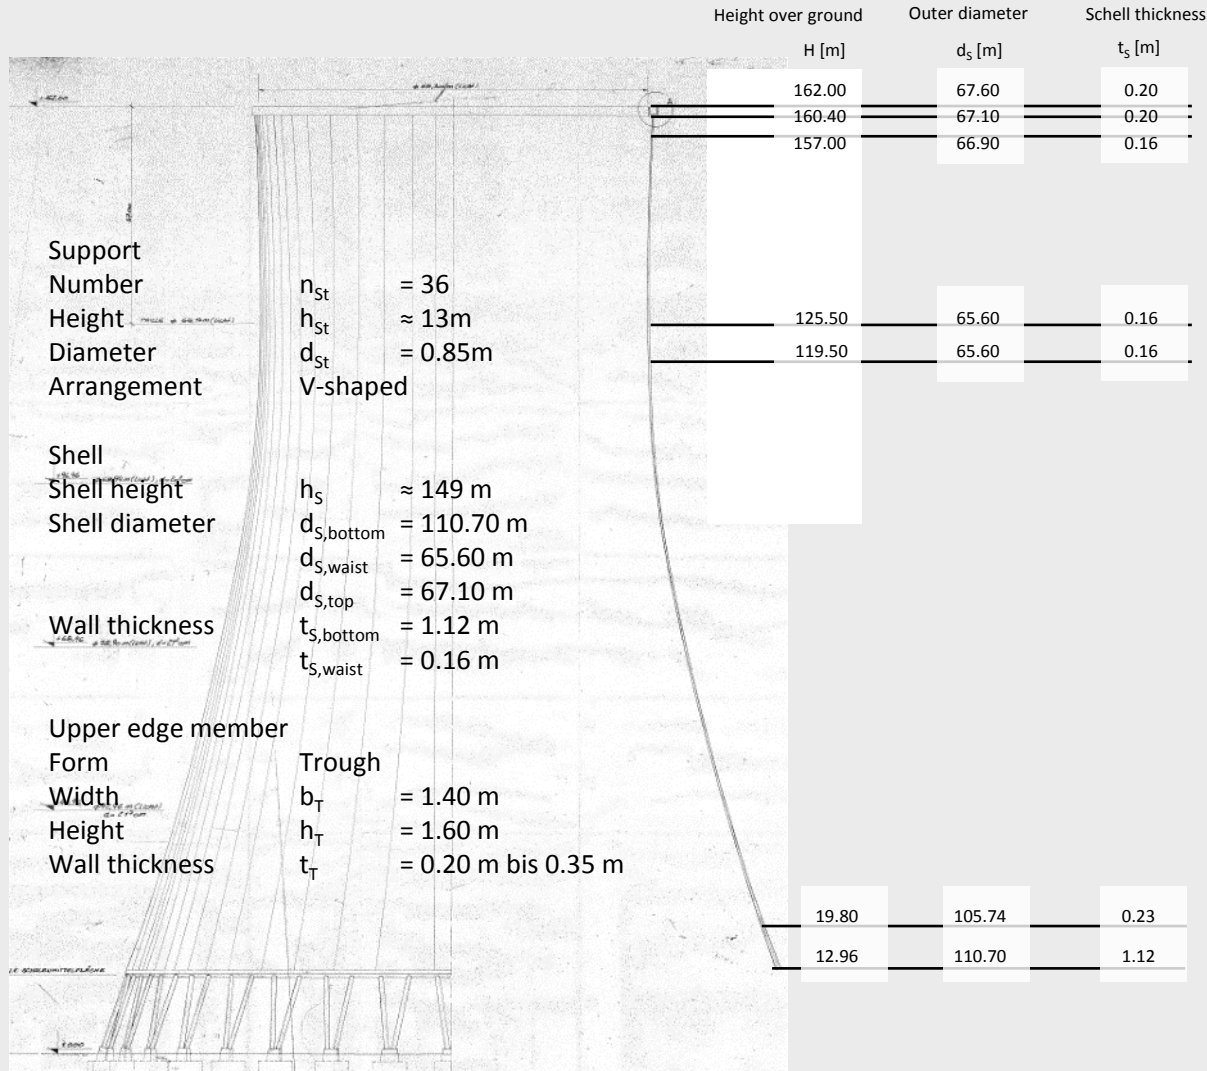 Height over ground Outer diameter Schell thickness
H [m] dS [m] tS [m]
162.00 67.60 0.20
160.40 67.10 0.20
157.00 66.90 0.16
Support
Number nSt = 36
Height hSt ≈ 13m
125.50 65.60 0.16
Diameter dSt = 0.85m
119.50 65.60 0.16
Arrangement V-shaped
Shell
Shell height hS ≈ 149 m
Shell diameter dS,bottom = 110.70 m
dS,waist = 65.60 m
dS,top = 67.10 m
Wall thickness tS,bottom = 1.12 m
tS,waist = 0.16 m
Upper edge member
Form Trough
Width bT = 1.40 m
Height hT = 1.60 m
Wall thickness tT = 0.20 m bis 0.35 m
19.80 105.74 0.23
12.96 110.70 1.12